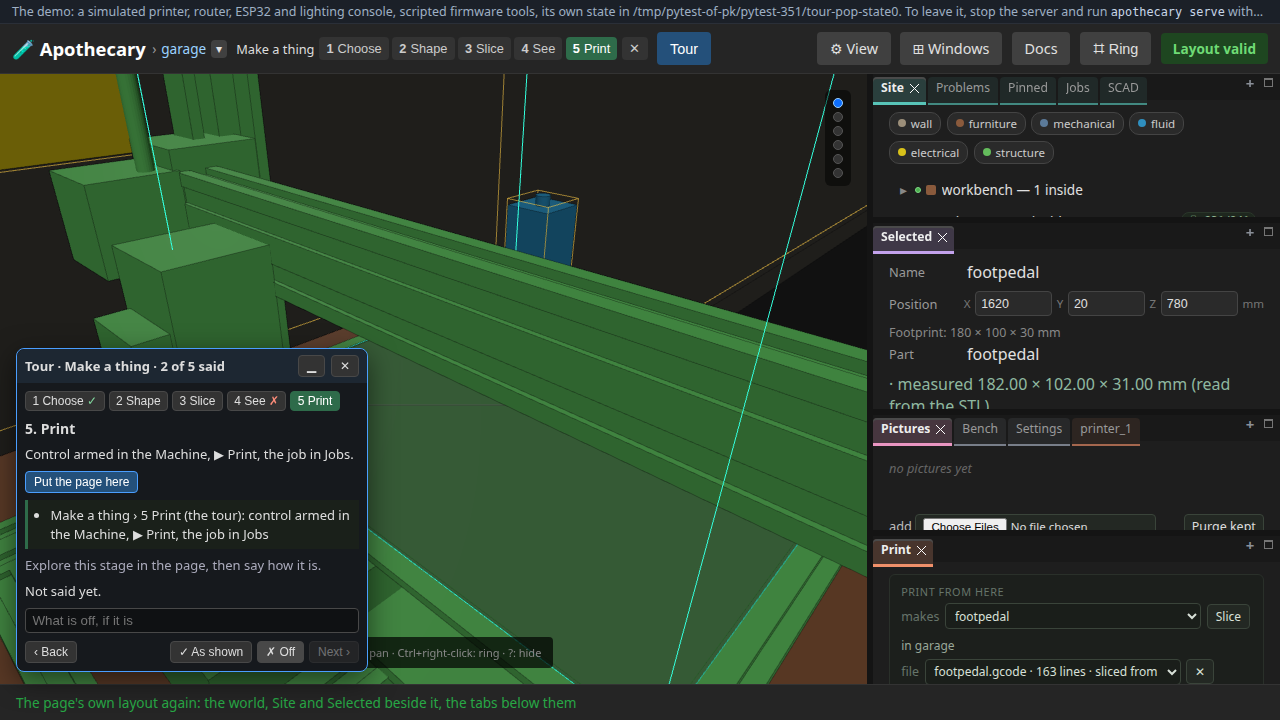 The demo: a simulated Printer, router, ESP32 and lighting console, scripted firmware tools, its own state in /tmp/pytest-of-pk/pytest-351/tour-pop-state0. To leave it, stop the server and run apothecary serve with...
Apothecary › garage ▾ Make a thing 1 Choose 2 Shape 3 Slice 4 See 5 Print ✕ Tour ⚙ View ⊞ Windows Docs ⌗ Ring Layout valid
Site Problems Pinned Jobs SCAD
wall furniture mechanical fluid
electrical structure
▸ workbench — 1 inside
Selected
Name footpedal
Position X 1620 Y 20 Z 780 mm
Footprint: 180 × 100 × 30 mm
Part footpedal
· measured 182.00 × 102.00 × 31.00 mm (read
from the STL)
Pictures Bench Settings printer_1
no pictures yet
add Choose Files No file chosen Purge kept
Print
PRINT FROM HERE
makes footpedal Slice
in garage
file footpedal.gcode · 163 lines · sliced from ✕
Tour · Make a thing · 2 of 5 said
1 Choose ✓ 2 Shape 3 Slice 4 See ✗ 5 Print
5. Print
Control armed in the Machine, ▶ Print, the job in Jobs.
Put the page here
• Make a thing › 5 Print (the tour): control armed in
the Machine, ▶ Print, the job in Jobs
Explore this stage in the page, then say how it is.
Not said yet.
What is off, if it is
‹ Back ✓ As shown ✗ Off Next ›
pan · Ctrl+right-click: ring · ?: hide
The page's own layout again: the world, Site and Selected beside it, the tabs below them